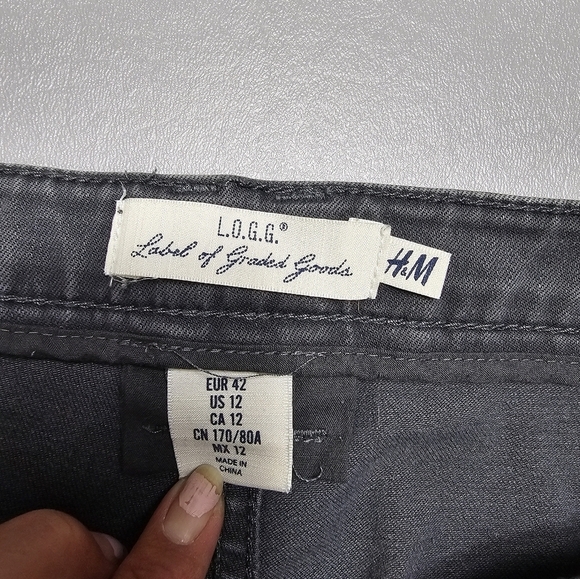 L.O.G.G.®
Label of Graded Goods
H&M
EUR 42
US 12
CA 12
CN 170/80A
MX 12
MADE IN
CHINA